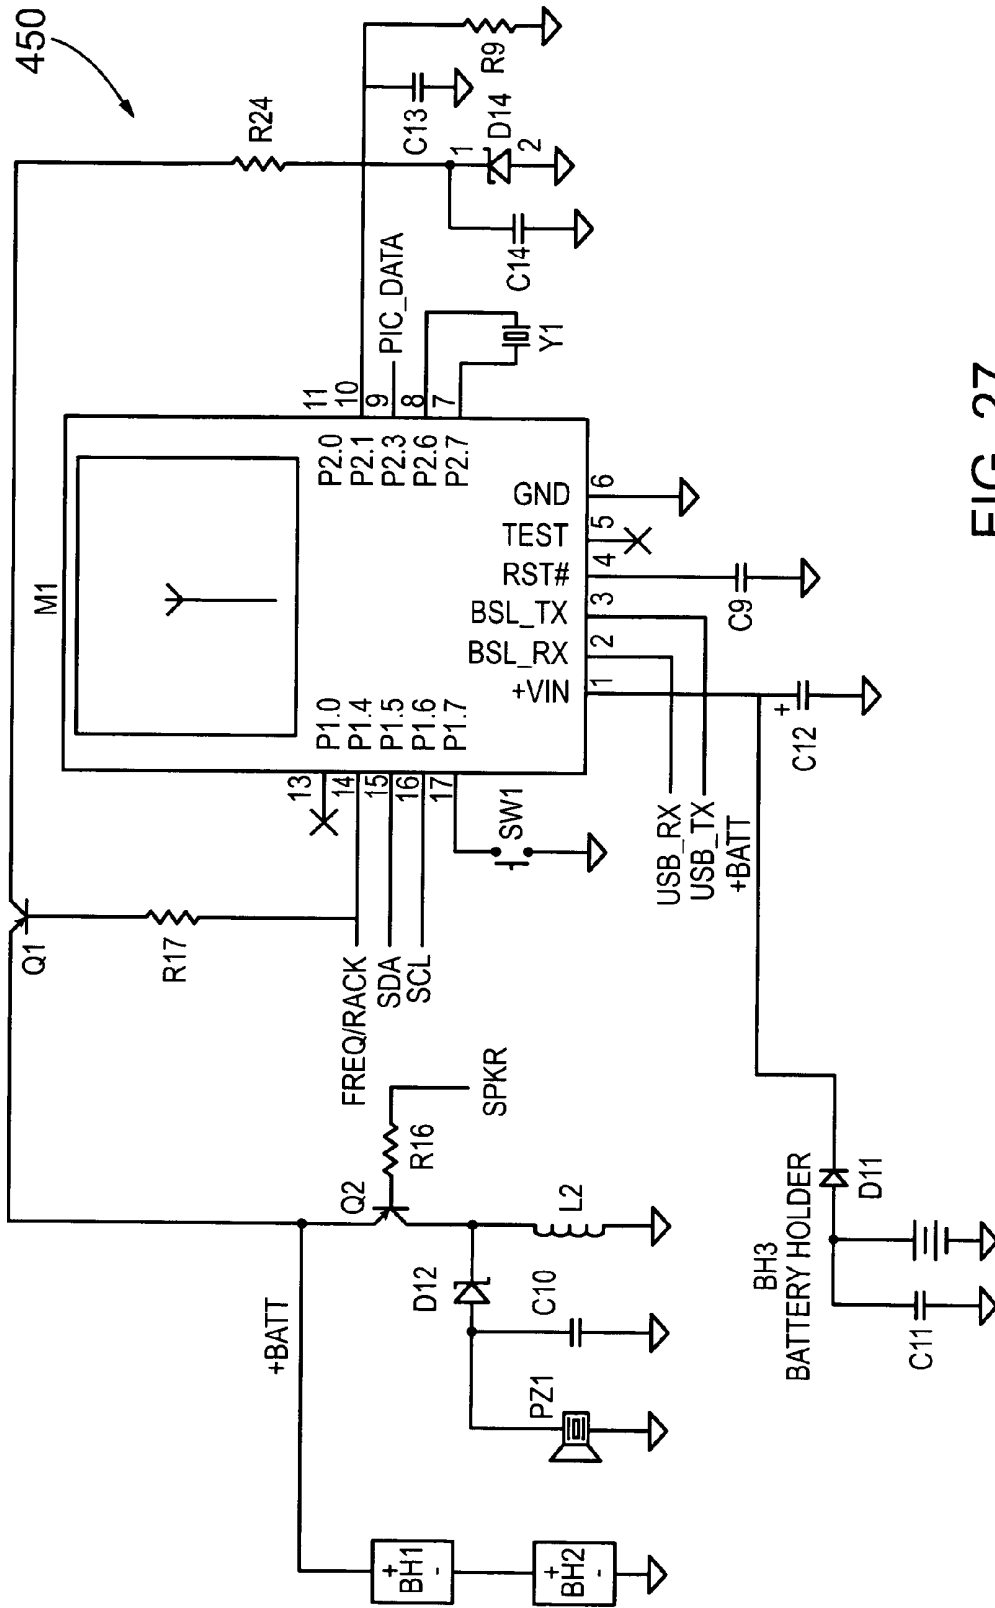 450
R24
R9
C13
D14
1
2
C14
PIC_DATA
Y1
M1
11
10
9
8
7
P2.0
P2.1
P2.3
P2.6
P2.7
GND
TEST
RST#
BSL_TX
BSL_RX
+VIN
6
5
4
3
2
1
P1.0
P1.4
P1.5
P1.6
P1.7
13
14
15
16
17
SW1
C9
+
C12
USB_RX
USB_TX
+BATT
Q1
R17
FREQ/RACK
SDA
SCL
SPKR
R16
Q2
L2
D12
C10
PZ1
+BATT
+
BH1
-
+
BH2
-
BH3
BATTERY HOLDER
D11
C11
FIG. 27